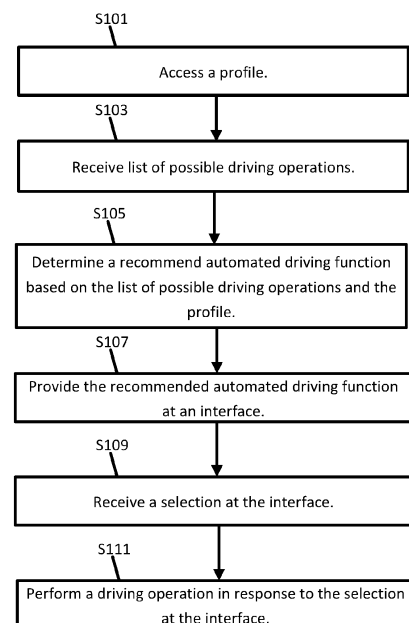 S101
Access a profile.
S103
Receive list of possible driving operations.
S105
Determine a recommend automated driving function
based on the list of possible driving operations and the
profile.
S107
Provide the recommended automated driving function
at an interface.
S109
Receive a selection at the interface.
S111
Perform a driving operation in response to the selection
at the interface.